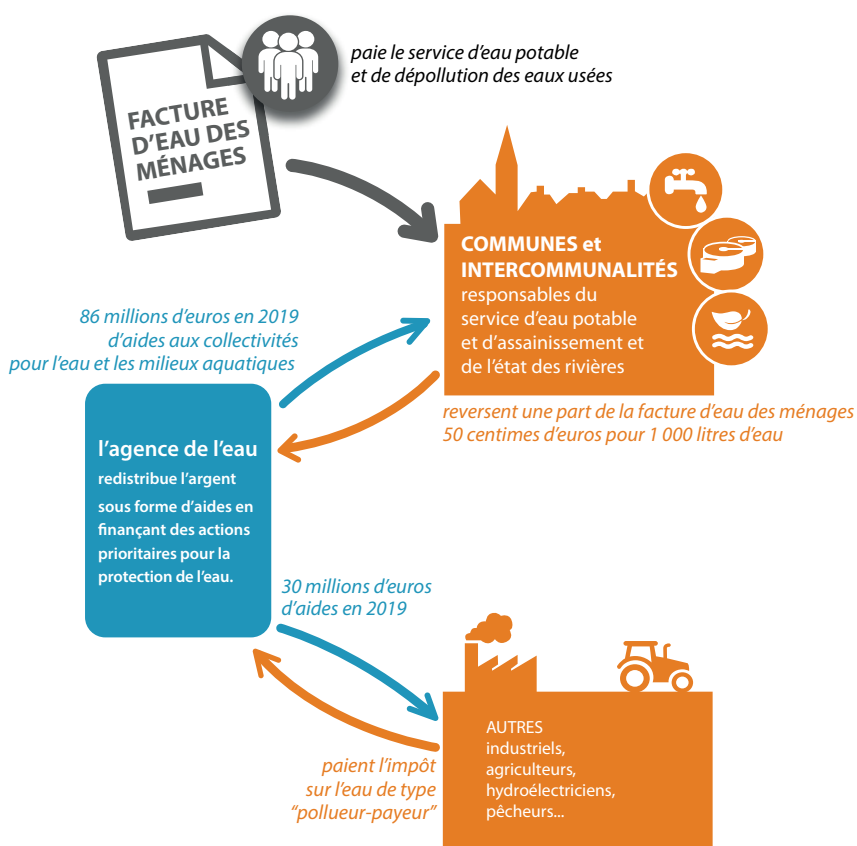 paie le service d'eau potable
et de dépollution des eaux usées
FACTURE
D'EAU DES
MÉNAGES
COMMUNES et
INTERCOMMUNALITÉS
responsables du
service d'eau potable
et d'assainissement et
de l'état des rivières
86 millions d'euros en 2019
d'aides aux collectivités
pour l'eau et les milieux aquatiques
reversent une part de la facture d'eau des ménages
50 centimes d'euros pour 1 000 litres d'eau
l'agence de l'eau
redistribue l'argent
sous forme d'aides en
finançant des actions
prioritaires pour la
protection de l'eau.
30 millions d'euros
d'aides en 2019
AUTRES
industriels,
agriculteurs,
hydroélectriciens,
pêcheurs...
paient l'impôt
sur l'eau de type
"pollueur-payeur"